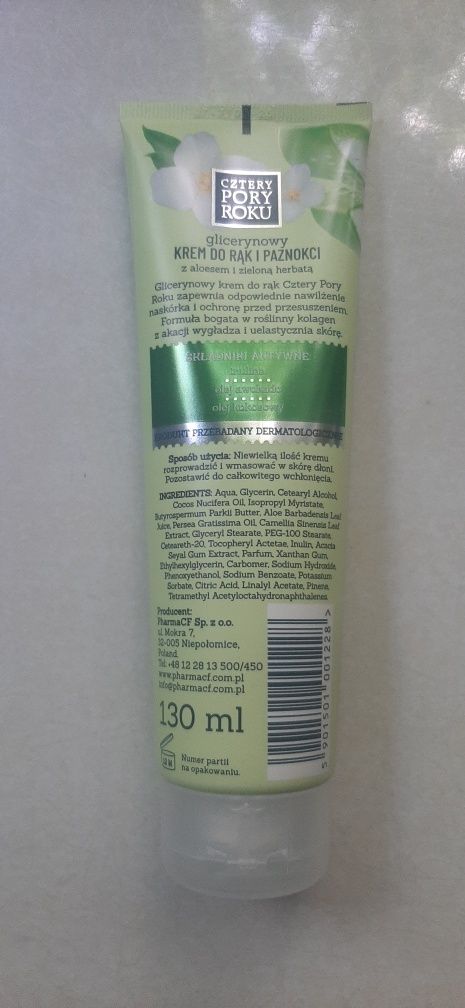 CZTERY
PORY
ROKU
glicerynowy
KREM DO RĄK I PAZNOKCI
z aloesem i zieloną herbatą
Glicerynowy krem do rąk Cztery Pory
Roku zapewnia odpowiednie nawilżenie
naskórka i ochronę przed przesuszeniem.
Formuła bogata w roślinny kolagen
z akacji wygładza i uelastycznia skórę.
SKŁADNIKI AKTYWNE
inulina
olej awokado
olej kokosowy
PRODUKT PRZEBADANY DERMATOLOGICZNIE
Sposób użycia: Niewielką ilość kremu
rozprowadzić i wmasować w skórę dłoni.
Pozostawić do całkowitego wchłonięcia.
INGREDIENTS: Aqua, Glycerin, Cetearyl Alcohol,
Cocos Nucifera Oil, Isopropyl Myristate,
Butyrospermum Parkii Butter, Aloe Barbadensis Leaf
Juice, Persea Gratissima Oil, Camellia Sinensis Leaf
Extract, Glyceryl Stearate, PEG-100 Stearate,
Ceteareth-20, Tocopheryl Actetae, Inulin, Acacia
Seyal Gum Extract, Parfum, Xanthan Gum,
Ethylhexylglycerin, Carbomer, Sodium Hydroxide,
Phenoxyethanol, Sodium Benzoate, Potassium
Sorbate, Citric Acid, Linalyl Acetate, Pinene,
Tetramethyl Acetyloctahydronaphthalenes.
Producent:
PharmaCF Sp. z o.o.
ul. Mokra 7,
32-005 Niepołomice,
Poland.
Tel: +48 12 28 13 500/450
www.pharmacf.com.pl
info@pharmacf.com.pl
130 ml
Numer partii
na opakowaniu.
5 901501 001228 >